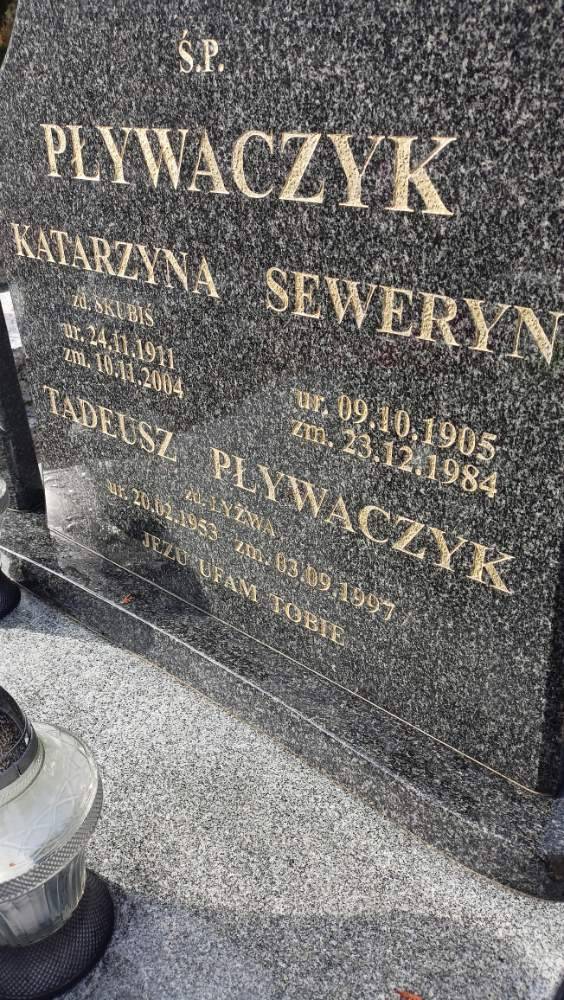 Ś.P.
PŁYWACZYK
KATARZYNA SEWERYN
zd. SKUBIS
ur. 24.11.1911 ur. 09.10.1905
zm. 10.11.2004 zm. 23.12.1984
TADEUSZ PŁYWACZYK
zd. ŁYŻWA
ur. 20.02.1953 zm. 03.09.1997
JEZU UFAM TOBIE